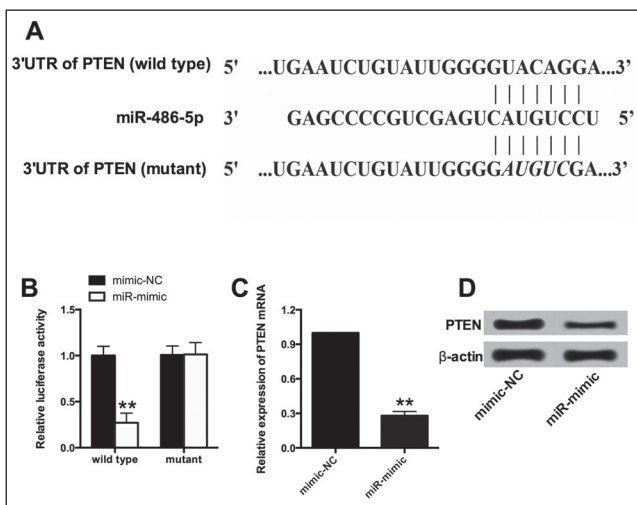 A
3'UTR of PTEN (wild type) 5' ...UGAAUCUGUAUUGGGGUACAGGA...3’
miR-486-5p 3' GAGCCCCGUCGAGUCAUGUCCU 5’
3'UTR of PTEN (mutant) 5' ...UGAAUCUGUAUUGGGGAUGUCGA...3’
B
mimic-NC
miR-mimic
Relative luciferase activity
1.5
1.0
0.5
0.0
**
wild type mutant
C
Relative expression of PTEN mRNA
1.2
0.9
0.6
0.3
0.0
**
mimic-NC miR-mimic
D
PTEN
β-actin
mimic-NC miR-mimic